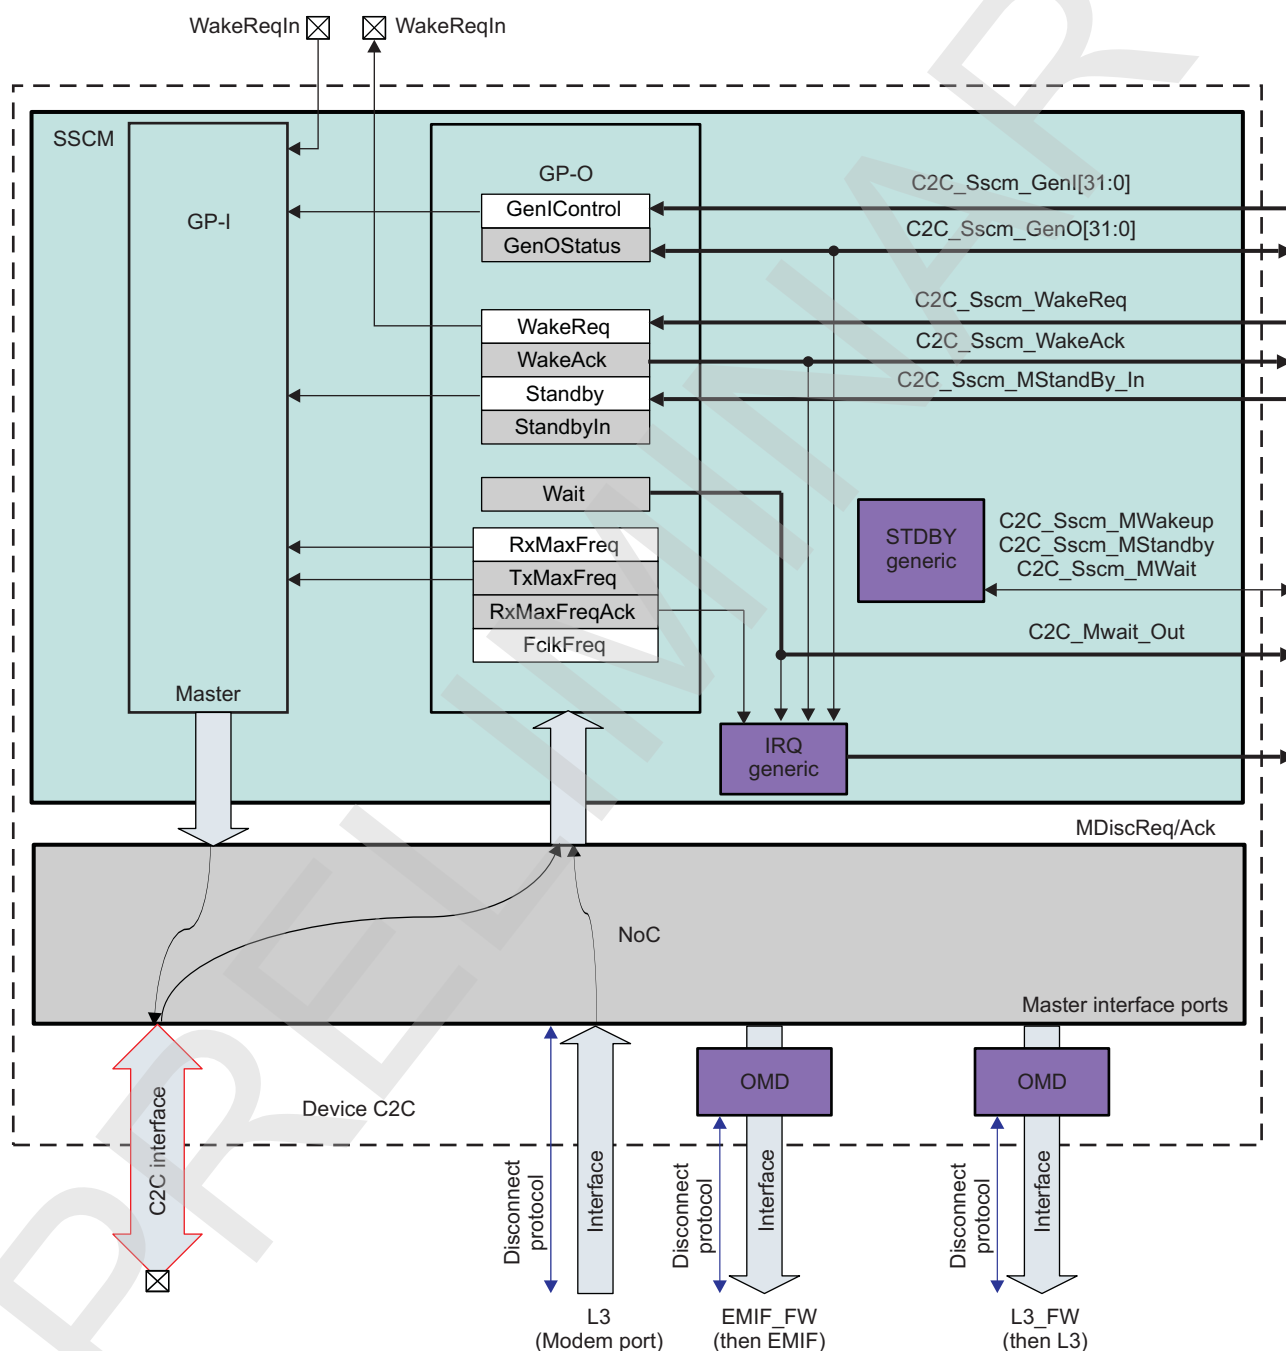 WakeReqIn
WakeReqIn
SSCM
GP-I
GP-O
GenIControl
GenOStatus
C2C_Sscm_GenI[31:0]
C2C_Sscm_GenO[31:0]
WakeReq
WakeAck
Standby
StandbyIn
C2C_Sscm_WakeReq
C2C_Sscm_WakeAck
C2C_Sscm_MStandBy_In
Wait
RxMaxFreq
TxMaxFreq
RxMaxFreqAck
FclkFreq
STDBY
generic
C2C_Sscm_MWakeup
C2C_Sscm_MStandby
C2C_Sscm_MWait
C2C_Mwait_Out
Master
IRQ
generic
MDiscReq/Ack
NoC
Master interface ports
C2C interface
Device C2C
Disconnect
protocol
Interface
OMD
Disconnect
protocol
Interface
OMD
Disconnect
protocol
Interface
L3
(Modem port)
EMIF_FW
(then EMIF)
L3_FW
(then L3)
PRELIMINARY